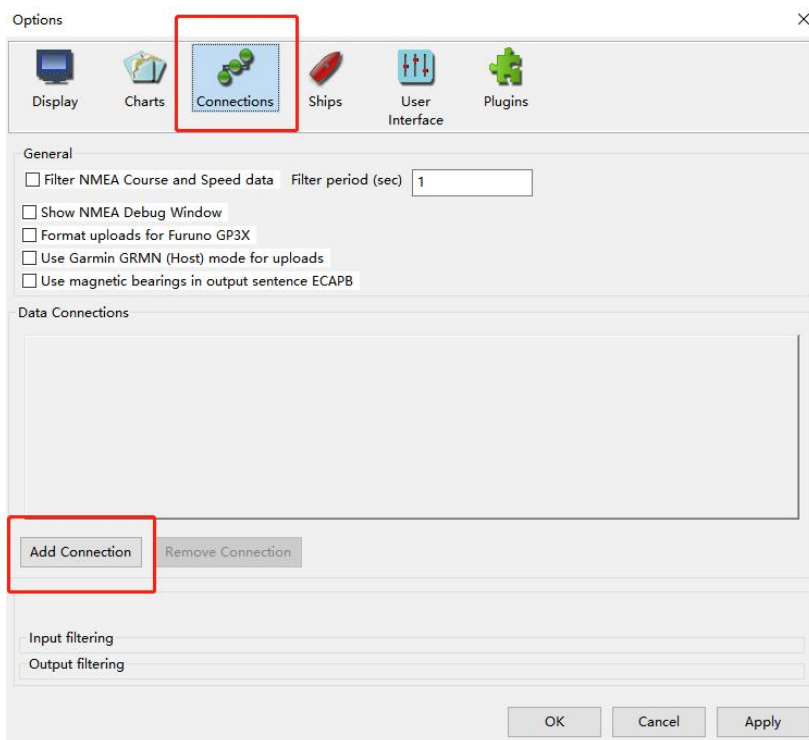 Options
Display
Charts
Connections
Ships
User
Interface
Plugins
General
Filter NMEA Course and Speed data Filter period (sec) 1
Show NMEA Debug Window
Format uploads for Furuno GP3X
Use Garmin GRMN (Host) mode for uploads
Use magnetic bearings in output sentence ECAPB
Data Connections
Add Connection Remove Connection
Input filtering
Output filtering
OK Cancel Apply